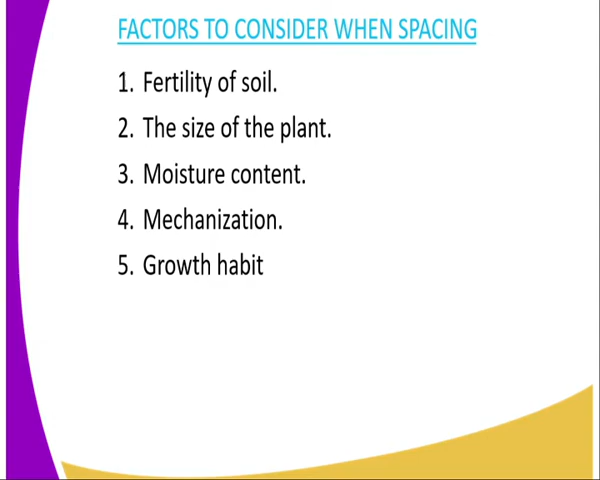 FACTORS TO CONSIDER WHEN SPACING
1. Fertility of soil.
2. The size of the plant.
3. Moisture content.
4. Mechanization.
5. Growth habit